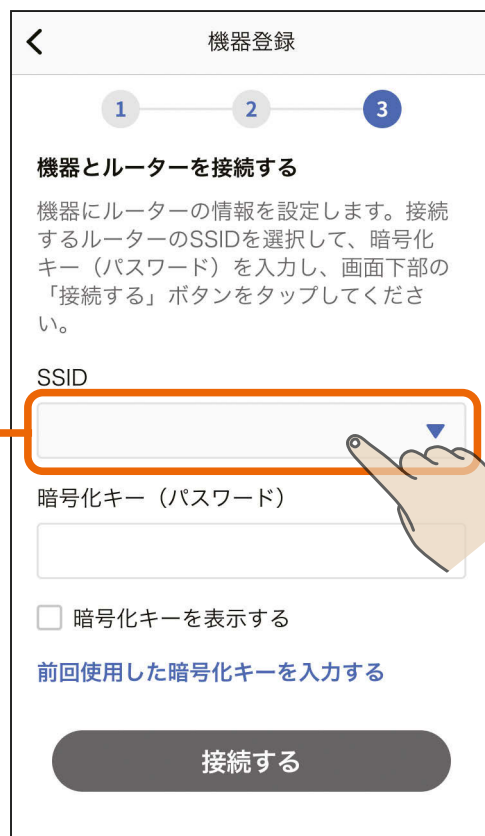 機器登録
1 2 3
機器とルーターを接続する
機器にルーターの情報を設定します。接続
するルーターのSSIDを選択して、暗号化
キー（パスワード）を入力し、画面下部の
「接続する」ボタンをタップしてくださ
い。
SSID
暗号化キー（パスワード）
暗号化キーを表示する
前回使用した暗号化キーを入力する
接続する